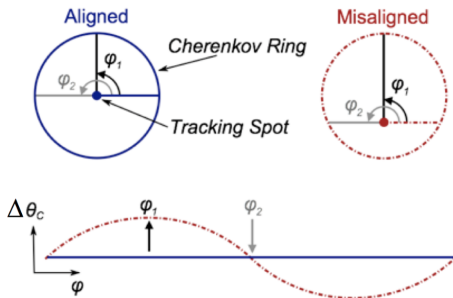 Aligned
Misaligned
Cherenkov Ring
φ₁
φ₂
Tracking Spot
φ₁
φ₂
Δθc
φ₁
φ₂
φ